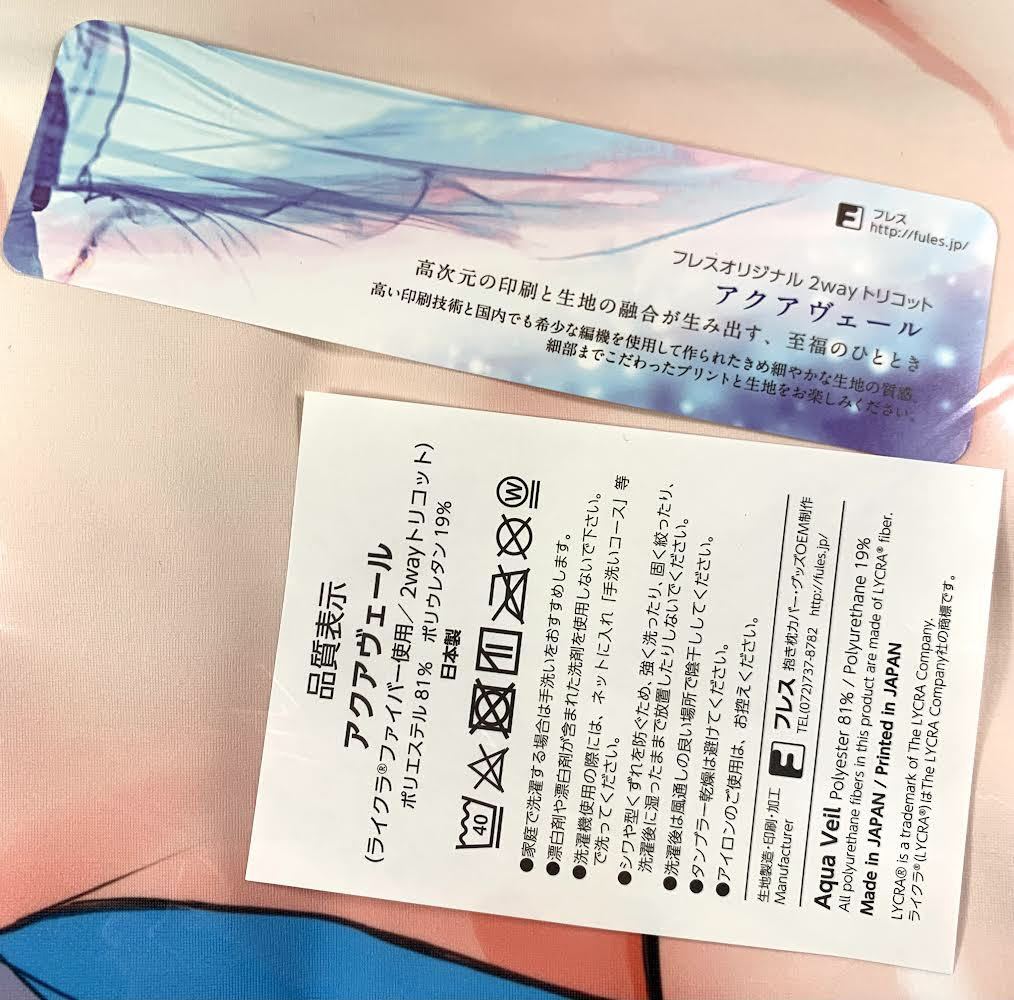 フレス
http://fules.jp/
フレスオリジナル 2way トリコット
アクアヴェール
高次元の印刷と生地の融合が生み出す、至福のひととき
高い印刷技術と国内でも希少な編機を使用して作られたきめ細やかな生地の質感。
細部までこだわったプリントと生地をお楽しみください。
品質表示
アクアヴェール
(ライクラ®ファイバー使用/2wayトリコット)
ポリエステル81% ポリウレタン19%
日本製
40
W
●家庭で洗濯する場合は手洗いをおすすめします。
●漂白剤や漂白剤が含まれた洗剤を使用しないで下さい。
●洗濯機使用の際には、ネットに入れ「手洗いコース」等
で洗ってください。
●シワや型くずれを防ぐため、強く洗ったり、固く絞ったり、
洗濯後に湿ったままで放置したりしないでください。
●洗濯後は風通しの良い場所で陰干ししてください。
●タンブラー乾燥は避けてください。
●アイロンのご使用は、お控えください。
生地製造・印刷・加工
Manufacturer
フレス 抱き枕カバー・グッズOEM制作
TEL(072)737-8782 http://fules.jp/
Aqua Veil Polyester 81% / Polyurethane 19%
All polyurethane fibers in this product are made of LYCRA® fiber.
Made in JAPAN / Printed in JAPAN
LYCRA® is a trademark of The LYCRA Company.
ライクラ®(LYCRA®)はThe LYCRA Company社の商標です。